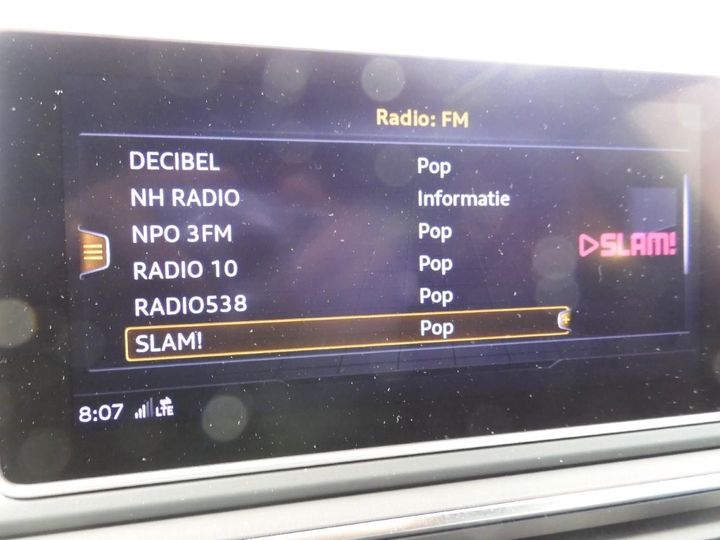 Radio: FM
DECIBEL Pop
NH RADIO Informatie
NPO 3FM Pop
RADIO 10 Pop
RADIO538 Pop
SLAM! Pop
SLAM!
8:07 LTE